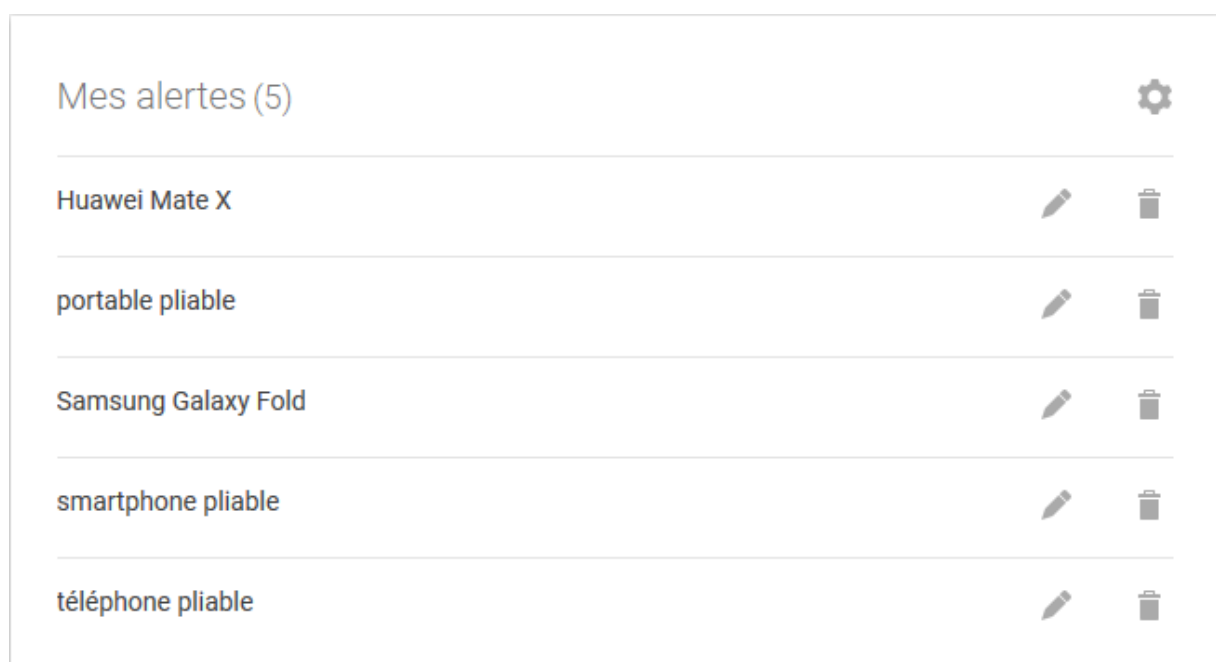 Mes alertes (5)
Huawei Mate X
portable pliable
Samsung Galaxy Fold
smartphone pliable
téléphone pliable